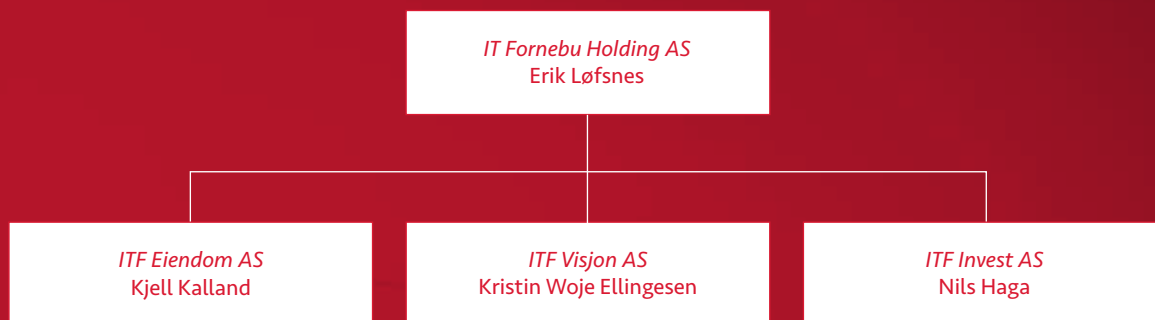 IT Fornebu Holding AS
Erik Løfsnes
ITF Eiendom AS
Kjell Kalland
ITF Visjon AS
Kristin Woje Ellingesen
ITF Invest AS
Nils Haga